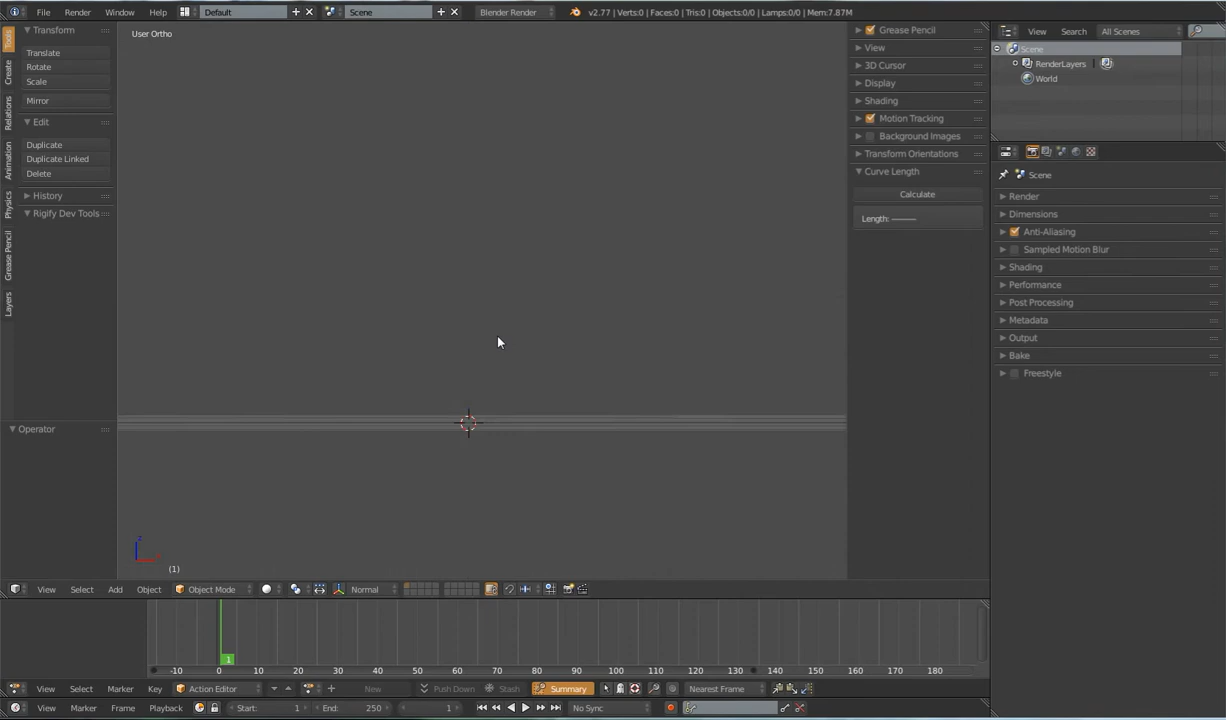 File Render Window Help Default Scene Blender Render v2.77 | Verts:0 | Faces:0 | Tris:0 | Objects:0/0 | Lamps:0/0 | Mem:7.87M
Tools
Create
Relations
Animation
Physics
Grease Pencil
Layers
Transform
Translate
Rotate
Scale
Mirror
Edit
Duplicate
Duplicate Linked
Delete
History
Rigify Dev Tools
Operator
User Ortho
(1)
Grease Pencil
View
3D Cursor
Display
Shading
Motion Tracking
Background Images
Transform Orientations
Curve Length
Calculate
Length: ———
View Search All Scenes
Scene
RenderLayers |
World
Scene
Render
Dimensions
Anti-Aliasing
Sampled Motion Blur
Shading
Performance
Post Processing
Metadata
Output
Bake
Freestyle
View Select Add Object Object Mode Normal
1
-10 0 10 20 30 40 50 60 70 80 90 100 110 120 130 140 150 160 170 180
View Select Marker Key Action Editor New Push Down Stash Summary Nearest Frame
View Marker Frame Playback Start: 1 End: 250 1 No Sync